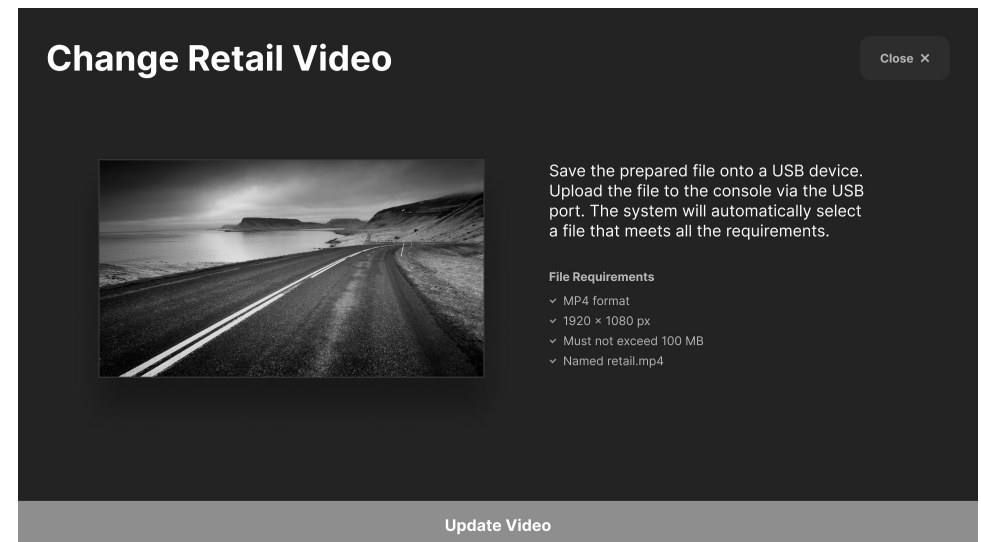 Change Retail Video
Close ✕
Save the prepared file onto a USB device.
Upload the file to the console via the USB
port. The system will automatically select
a file that meets all the requirements.
File Requirements
MP4 format
1920 × 1080 px
Must not exceed 100 MB
Named retail.mp4
Update Video